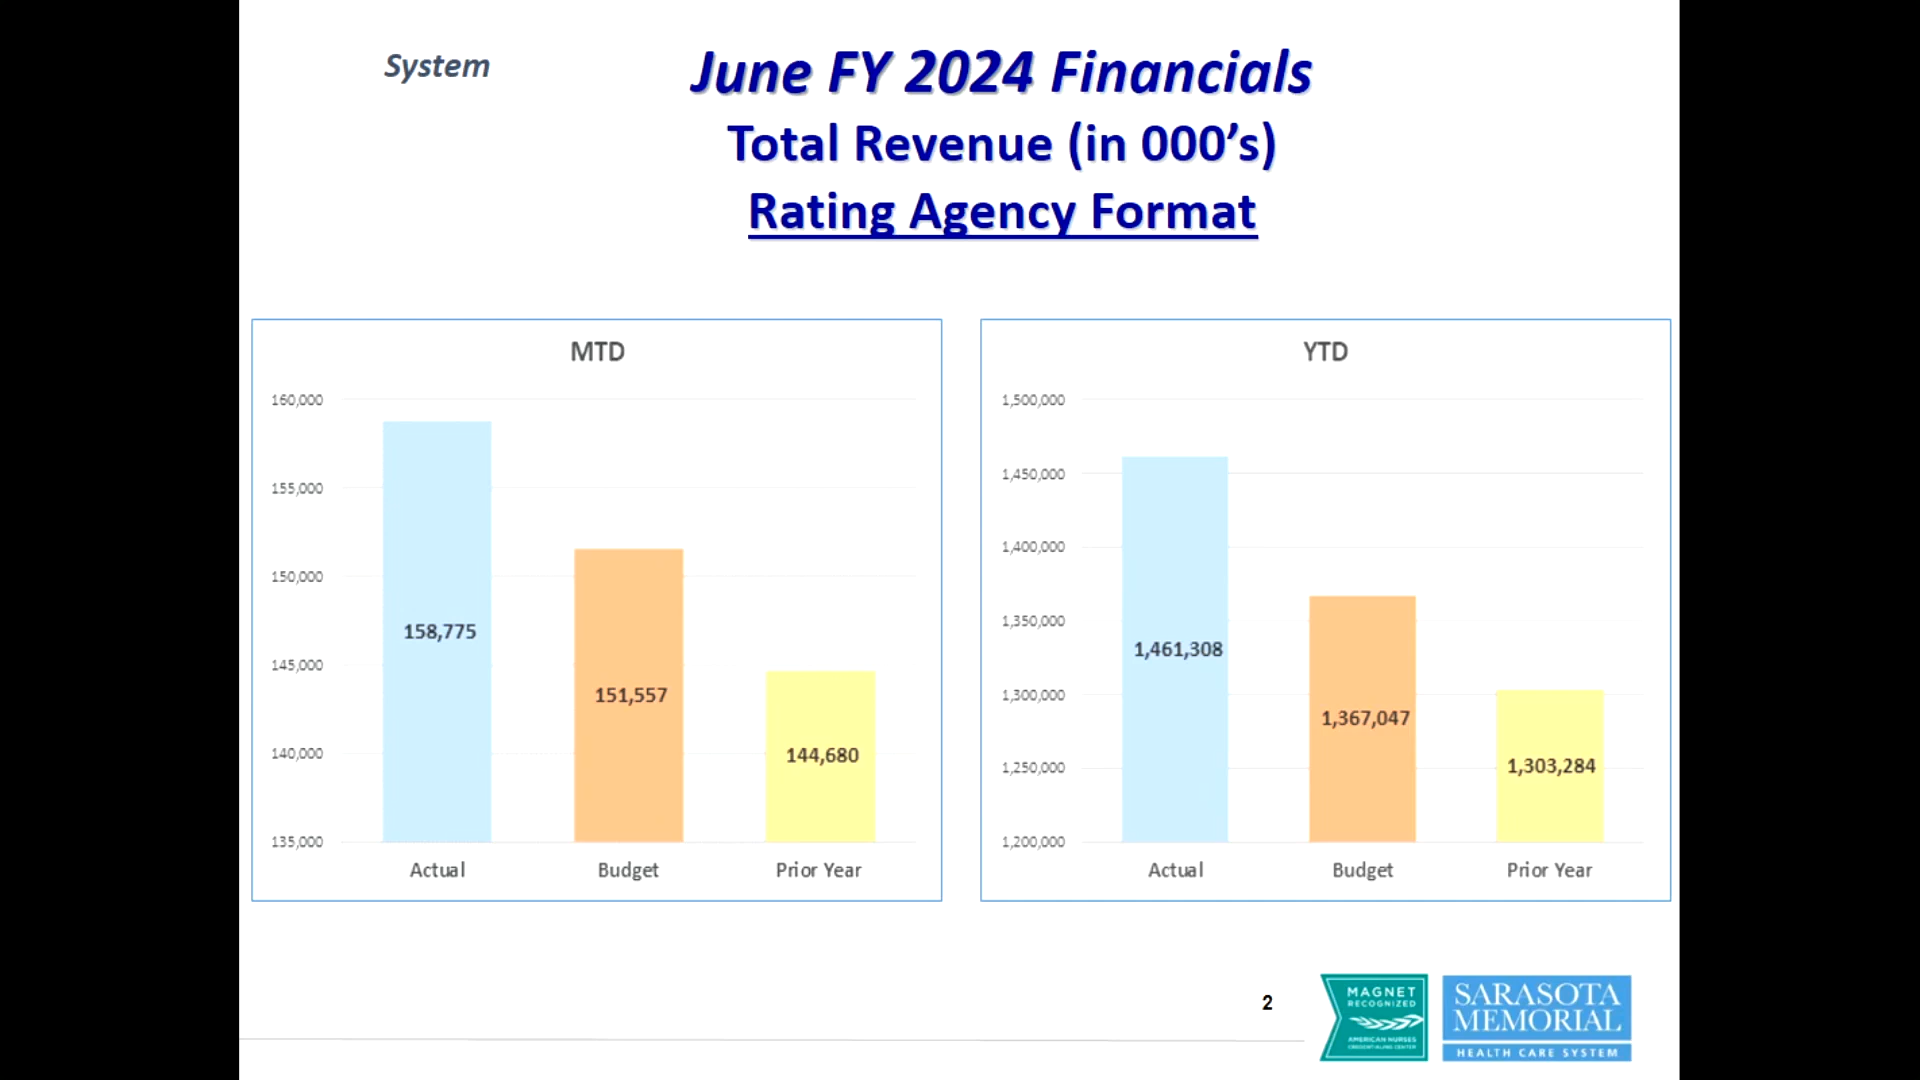 System
June FY 2024 Financials
Total Revenue (in 000’s)
Rating Agency Format
MTD
160,000
155,000
150,000
145,000
140,000
135,000
158,775
151,557
144,680
Actual
Budget
Prior Year
YTD
1,500,000
1,450,000
1,400,000
1,350,000
1,300,000
1,250,000
1,200,000
1,461,308
1,367,047
1,303,284
Actual
Budget
Prior Year
2
MAGNET
RECOGNIZED
AMERICAN NURSES
CREDENTIALING CENTER
SARASOTA
MEMORIAL
HEALTH CARE SYSTEM